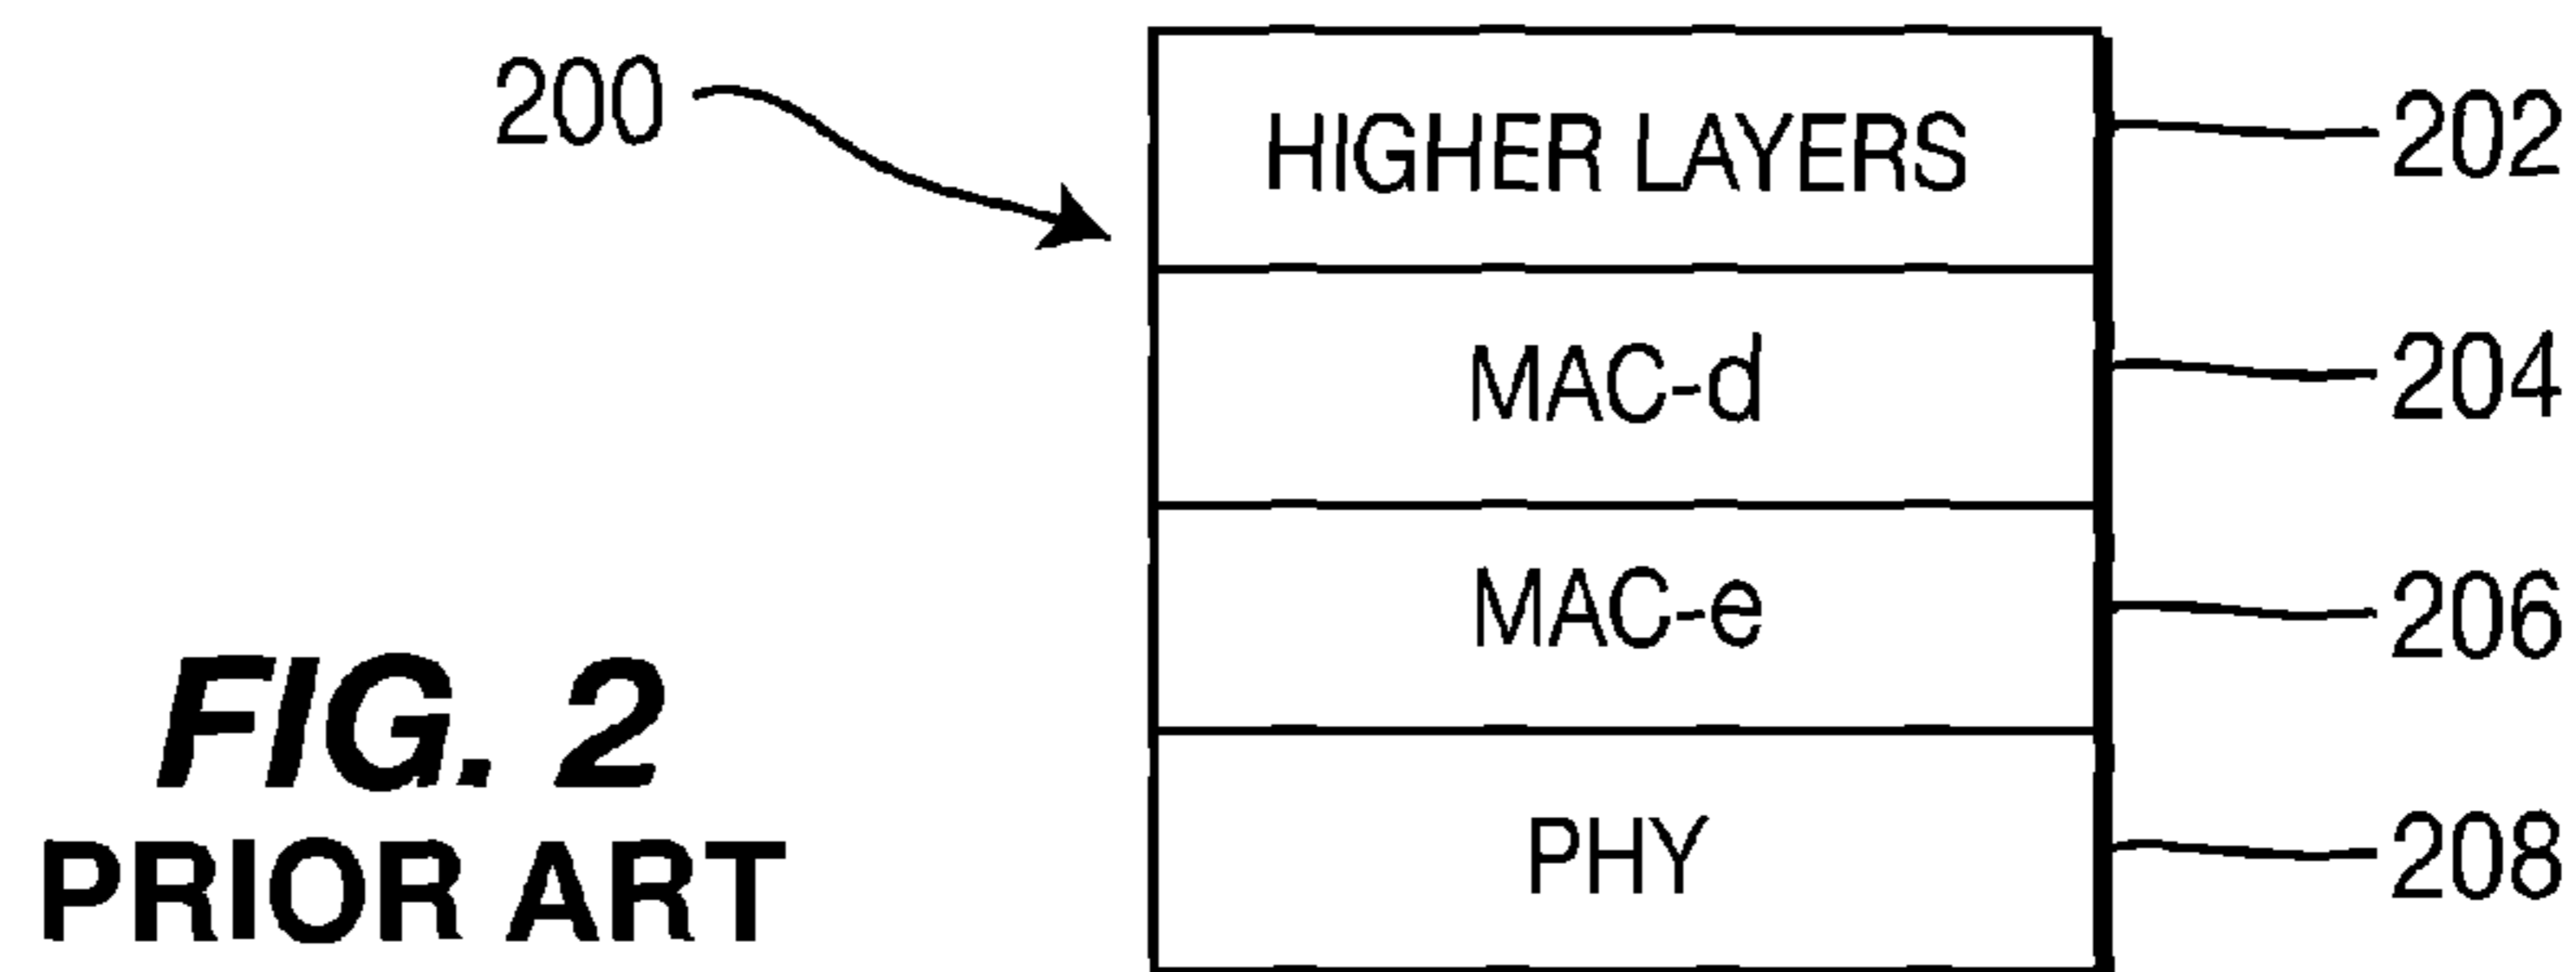 200
HIGHER LAYERS 202
MAC-d 204
MAC-e 206
PHY 208
FIG. 2
PRIOR ART